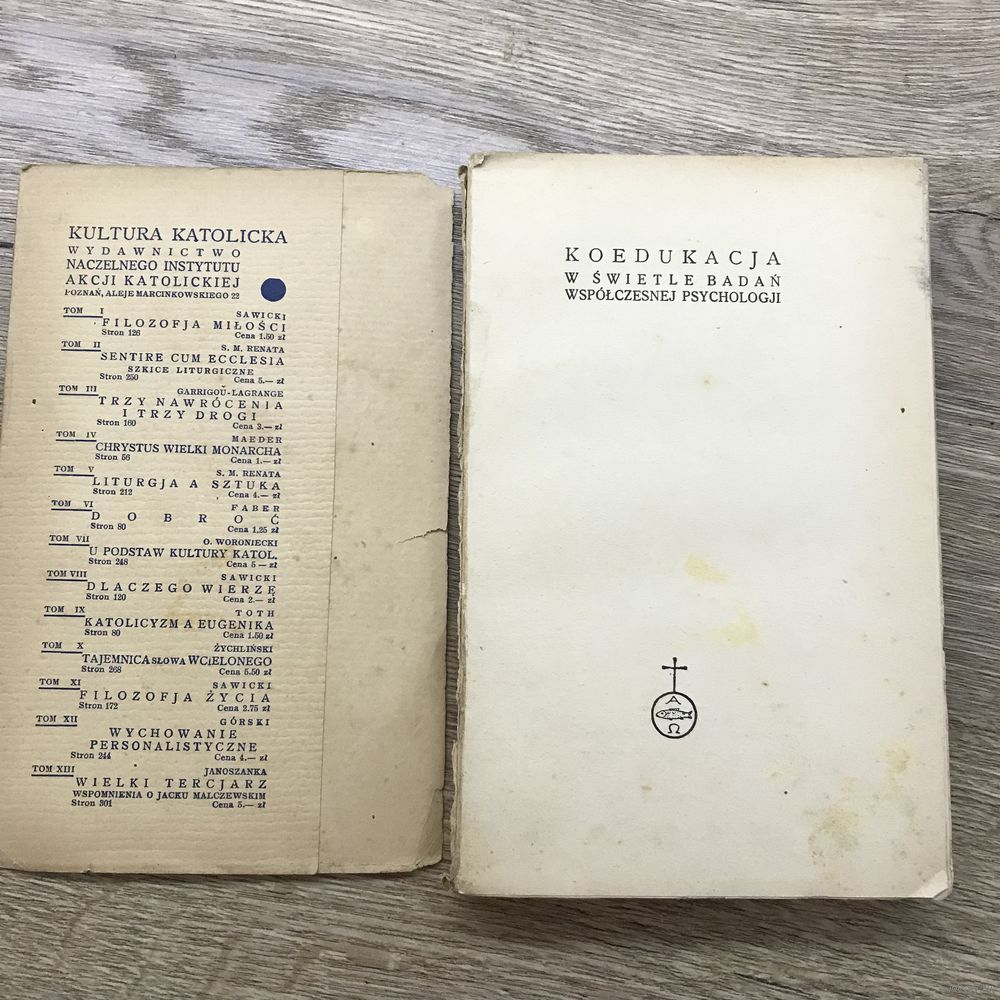 KULTURA KATOLICKA
WYDAWNICTWO
NACZELNEGO INSTYTUTU
AKCJI KATOLICKIEJ
POZNAŃ, ALEJE MARCINKOWSKIEGO 22
TOM I SAWICKI
FILOZOFJA MIŁOŚCI
Stron 126 Cena 1.50 zł
TOM II S. M. RENATA
SENTIRE CUM ECCLESIA
SZKICE LITURGICZNE
Stron 250 Cena 5.— zł
TOM III GARRIGOU-LAGRANGE
TRZY NAWRÓCENIA
I TRZY DROGI
Stron 160 Cena 3.— zł
TOM IV MAEDER
CHRYSTUS WIELKI MONARCHA
Stron 56 Cena 1.— zł
TOM V S. M. RENATA
LITURGJA A SZTUKA
Stron 212 Cena 4.— zł
TOM VI FABER
DOBROĆ
Stron 80 Cena 1.25 zł
TOM VII O. WORONIECKI
U PODSTAW KULTURY KATOL.
Stron 248 Cena 5 — zł
TOM VIII SAWICKI
DLACZEGO WIERZĘ
Stron 120 Cena 2.— zł
TOM IX TOTH
KATOLICYZM A EUGENIKA
Stron 80 Cena 1.50 zł
TOM X ŻYCHLIŃSKI
TAJEMNICA SŁOWA WCIELONEGO
Stron 268 Cena 5.50 zł
TOM XI SAWICKI
FILOZOFJA ŻYCIA
Stron 172 Cena 2.75 zł
TOM XII GÓRSKI
WYCHOWANIE
PERSONALISTYCZNE
Stron 244 Cena 4.— zł
TOM XIII JANOSZANKA
WIELKI TERCJARZ
WSPOMNIENIA O JACKU MALCZEWSKIM
Stron 301 Cena 5.— zł
KOEDUKACJA
W ŚWIETLE BADAŃ
WSPÓŁCZESNEJ PSYCHOLOGJI
A
Ω